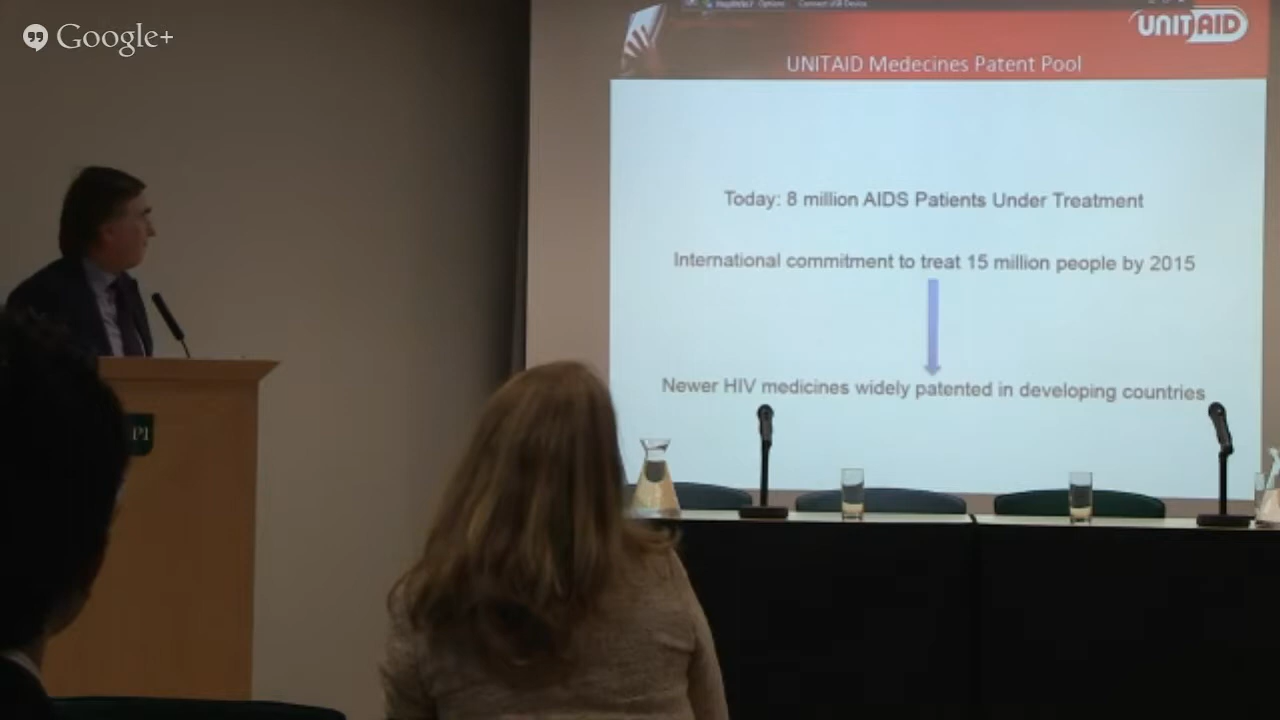 Google+
UNITAID
UNITAID Medecines Patent Pool
Today: 8 million AIDS Patients Under Treatment
International commitment to treat 15 million people by 2015
Newer HIV medicines widely patented in developing countries
PI